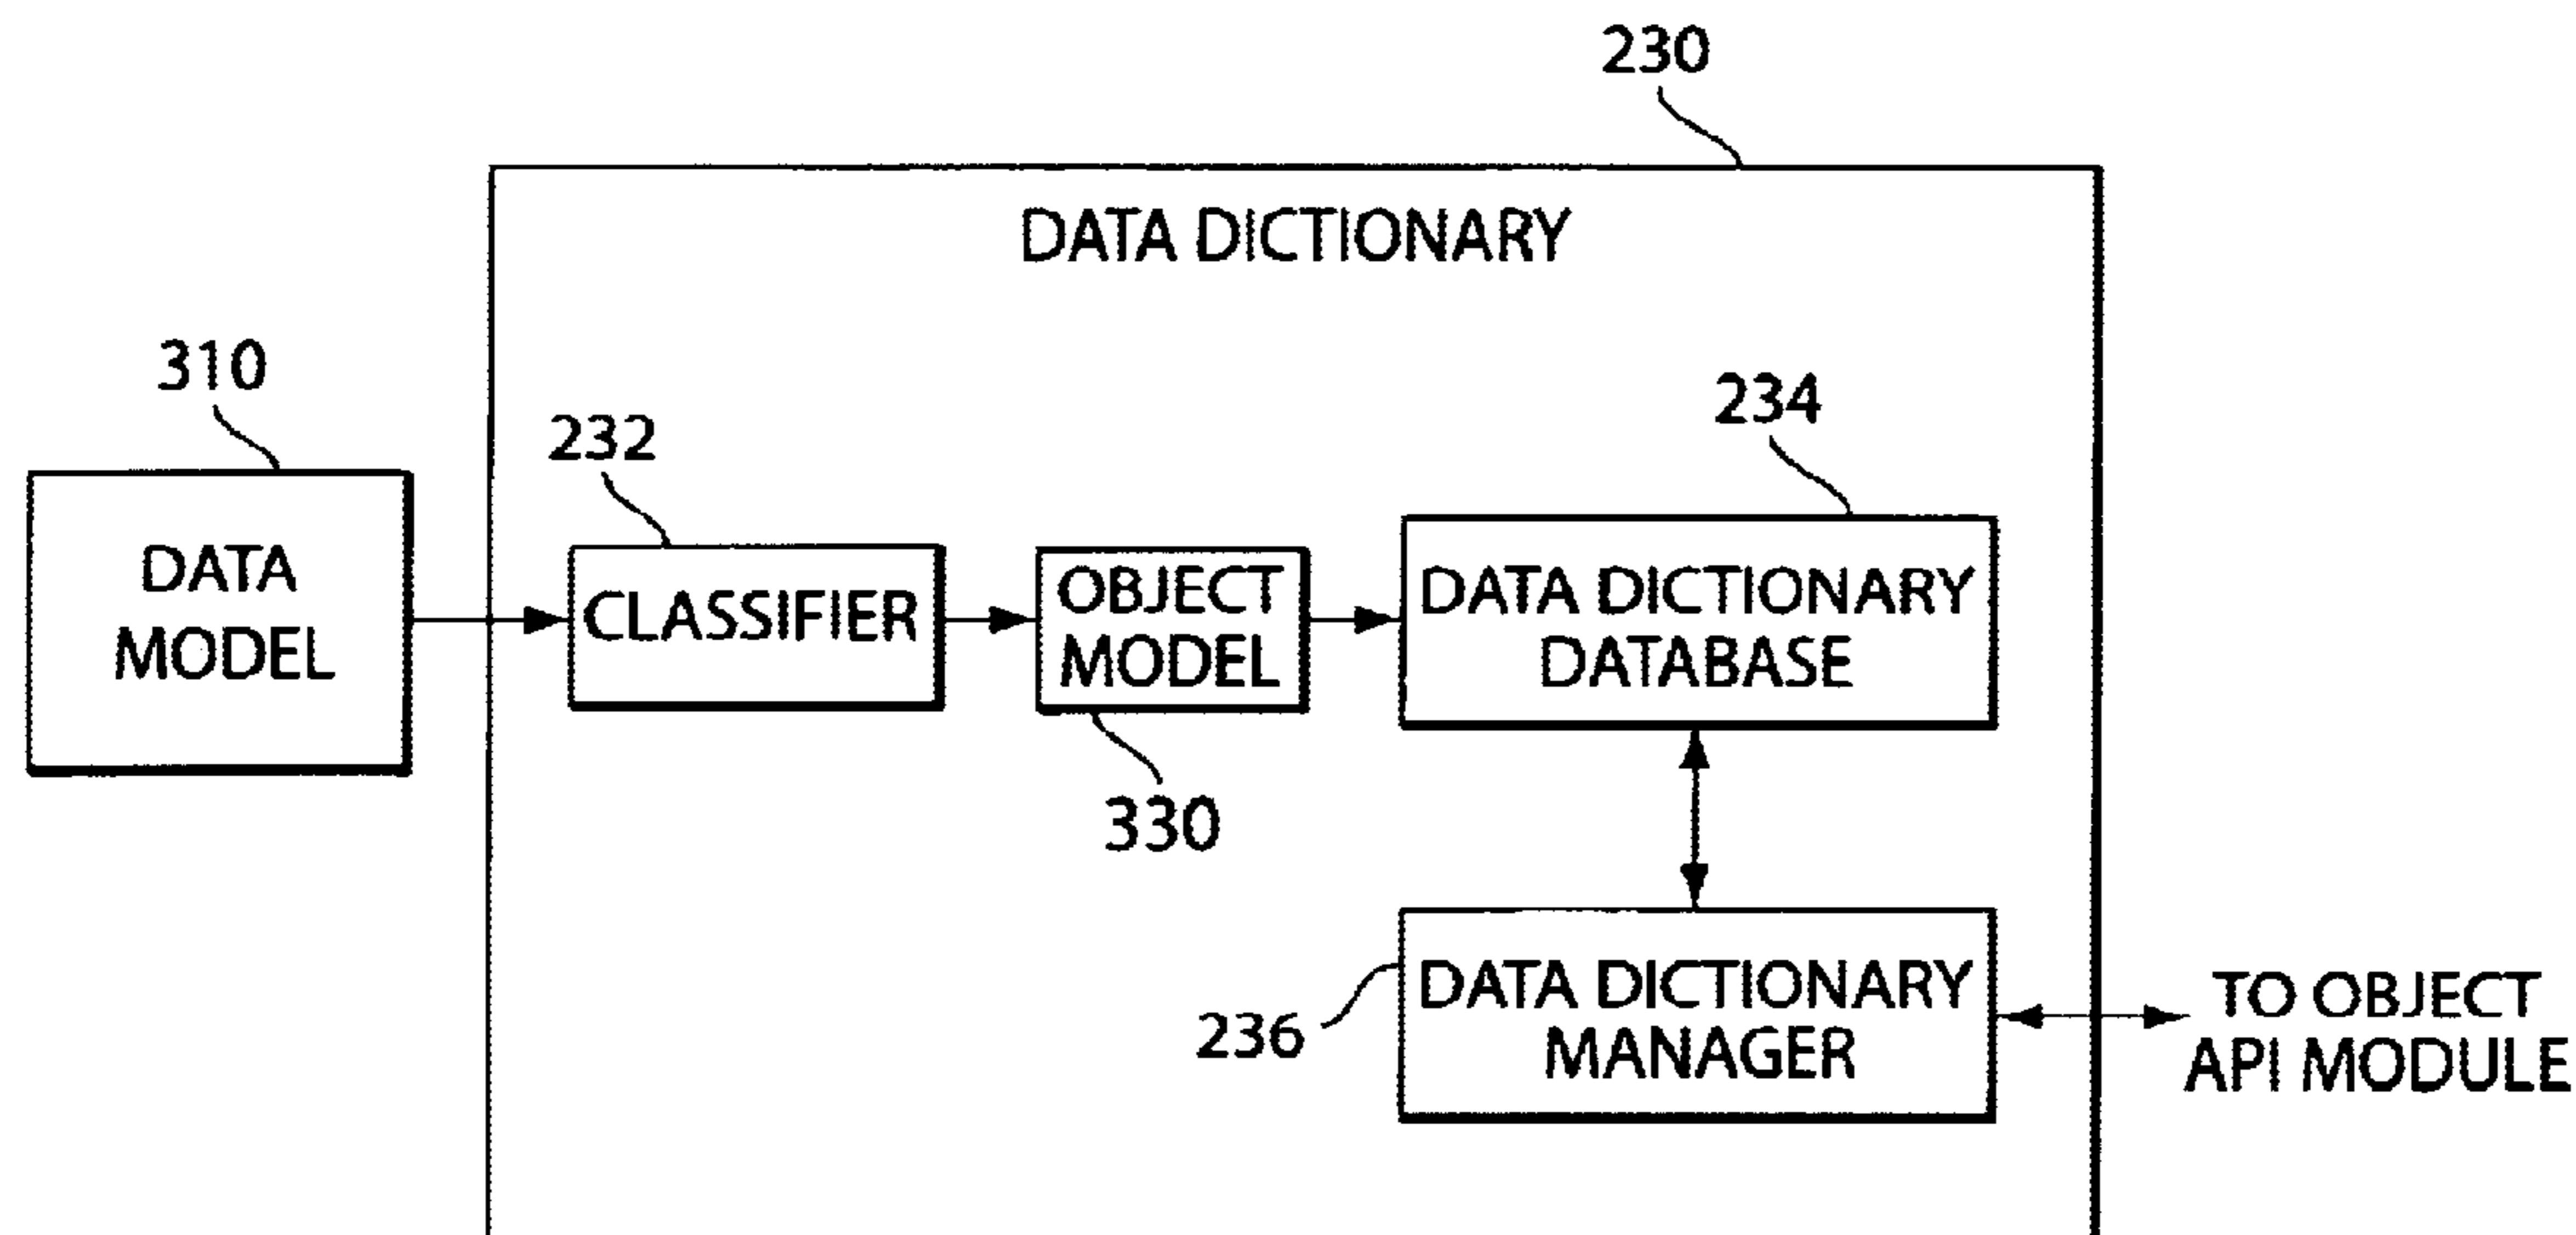 230
DATA DICTIONARY
310
234
232
DATA
MODEL
CLASSIFIER
OBJECT
MODEL
DATA DICTIONARY
DATABASE
330
236
DATA DICTIONARY
MANAGER
TO OBJECT
API MODULE